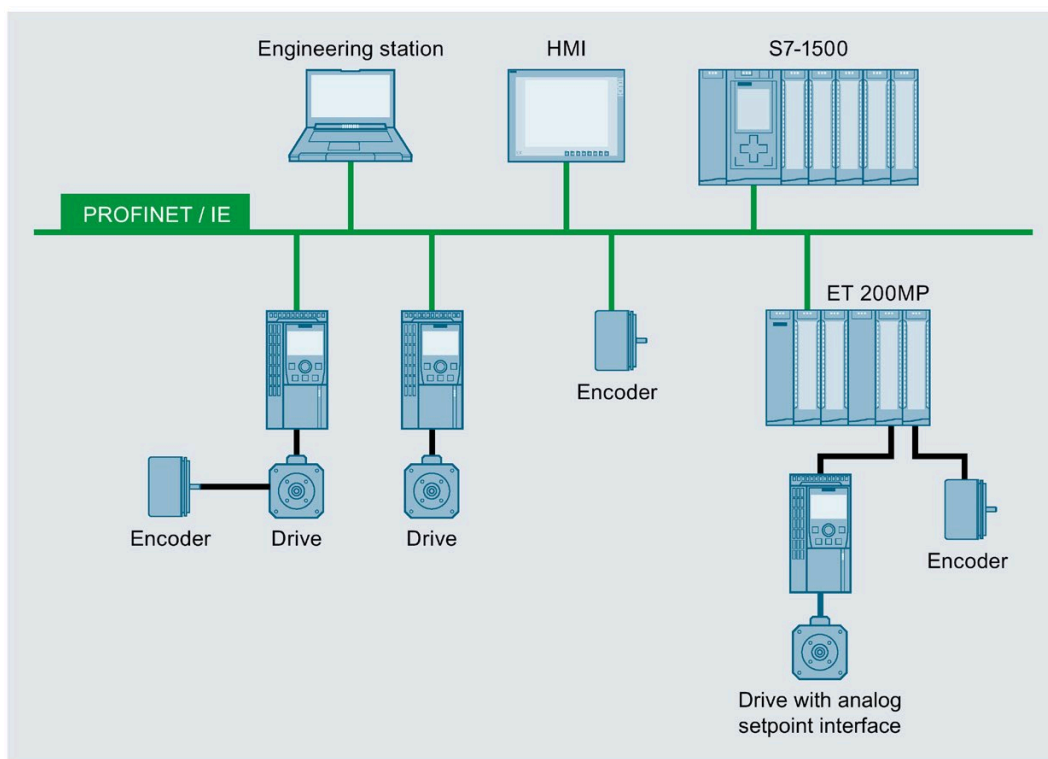 Engineering station
HMI
S7-1500
PROFINET / IE
ET 200MP
Encoder
Encoder
Drive
Drive
Encoder
Drive with analog
setpoint interface